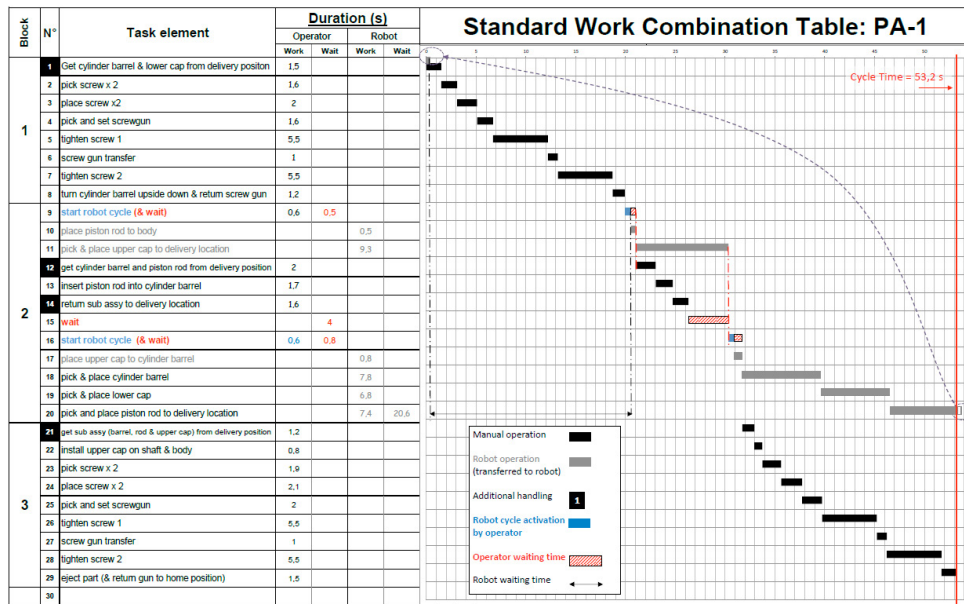 Standard Work Combination Table: PA-1
Block N° Task element Duration (s)
Operator Robot
Work Wait Work Wait
0 5 10 15 20 25 30 35 40 45 50
Cycle Time = 53,2 s
1
1 Get cylinder barrel & lower cap from delivery positon 1,5
2 pick screw x 2 1,6
3 place screw x2 2
4 pick and set screwgun 1,6
5 tighten screw 1 5,5
6 screw gun transfer 1
7 tighten screw 2 5,5
8 turn cylinder barrel upside down & return screw gun 1,2
2
9 start robot cycle (& wait) 0,6 0,5
10 place piston rod to body 0,5
11 pick & place upper cap to delivery location 9,3
12 get cylinder barrel and piston rod from delivery position 2
13 insert piston rod into cylinder barrel 1,7
14 return sub assy to delivery location 1,6
15 wait 4
16 start robot cycle (& wait) 0,6 0,8
17 place upper cap to cylinder barrel 0,8
18 pick & place cylinder barrel 7,8
19 pick & place lower cap 6,8
20 pick and place piston rod to delivery location 7,4 20,6
3
21 get sub assy (barrel, rod & upper cap) from delivery position 1,2
22 install upper cap on shaft & body 0,8
23 pick screw x 2 1,9
24 place screw x 2 2,1
25 pick and set screwgun 2
26 tighten screw 1 5,5
27 screw gun transfer 1
28 tighten screw 2 5,5
29 eject part (& return gun to home position) 1,5
30
Manual operation
Robot operation
(transferred to robot)
Additional handling 1
Robot cycle activation
by operator
Operator waiting time
Robot waiting time